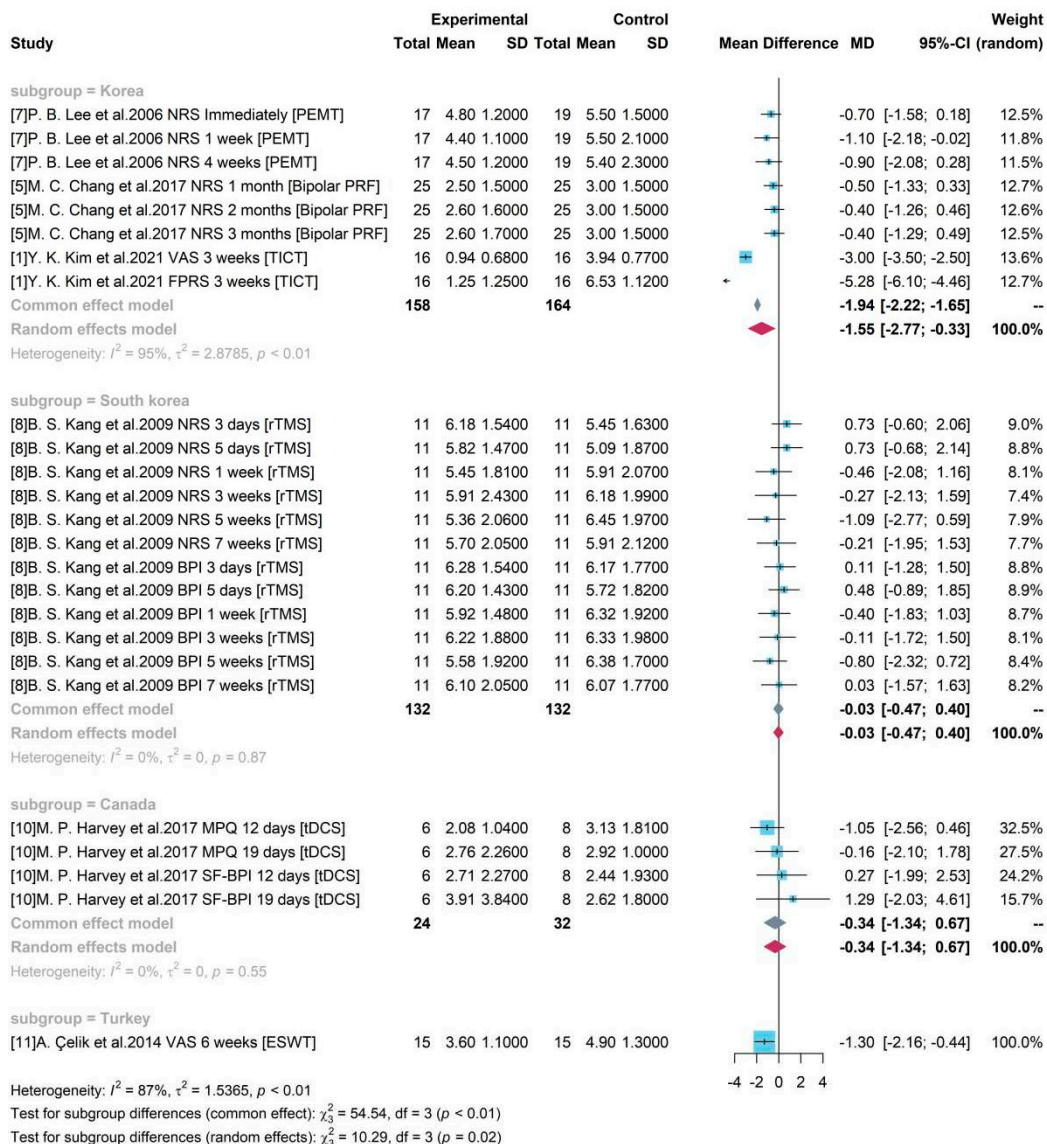 Experimental Control Weight
Study Total Mean SD Total Mean SD Mean Difference MD 95%-CI (random)
subgroup = Korea
[7]P. B. Lee et al.2006 NRS Immediately [PEMT] 17 4.80 1.2000 19 5.50 1.5000 -0.70 [-1.58; 0.18] 12.5%
[7]P. B. Lee et al.2006 NRS 1 week [PEMT] 17 4.40 1.1000 19 5.50 2.1000 -1.10 [-2.18; -0.02] 11.8%
[7]P. B. Lee et al.2006 NRS 4 weeks [PEMT] 17 4.50 1.2000 19 5.40 2.3000 -0.90 [-2.08; 0.28] 11.5%
[5]M. C. Chang et al.2017 NRS 1 month [Bipolar PRF] 25 2.50 1.5000 25 3.00 1.5000 -0.50 [-1.33; 0.33] 12.7%
[5]M. C. Chang et al.2017 NRS 2 months [Bipolar PRF] 25 2.60 1.6000 25 3.00 1.5000 -0.40 [-1.26; 0.46] 12.6%
[5]M. C. Chang et al.2017 NRS 3 months [Bipolar PRF] 25 2.60 1.7000 25 3.00 1.5000 -0.40 [-1.29; 0.49] 12.5%
[1]Y. K. Kim et al.2021 VAS 3 weeks [TICT] 16 0.94 0.6800 16 3.94 0.7700 -3.00 [-3.50; -2.50] 13.6%
[1]Y. K. Kim et al.2021 FPRS 3 weeks [TICT] 16 1.25 1.2500 16 6.53 1.1200 -5.28 [-6.10; -4.46] 12.7%
Common effect model 158 164 -1.94 [-2.22; -1.65] --
Random effects model -1.55 [-2.77; -0.33] 100.0%
Heterogeneity: I² = 95%, τ² = 2.8785, p < 0.01
subgroup = South korea
[8]B. S. Kang et al.2009 NRS 3 days [rTMS] 11 6.18 1.5400 11 5.45 1.6300 0.73 [-0.60; 2.06] 9.0%
[8]B. S. Kang et al.2009 NRS 5 days [rTMS] 11 5.82 1.4700 11 5.09 1.8700 0.73 [-0.68; 2.14] 8.8%
[8]B. S. Kang et al.2009 NRS 1 week [rTMS] 11 5.45 1.8100 11 5.91 2.0700 -0.46 [-2.08; 1.16] 8.1%
[8]B. S. Kang et al.2009 NRS 3 weeks [rTMS] 11 5.91 2.4300 11 6.18 1.9900 -0.27 [-2.13; 1.59] 7.4%
[8]B. S. Kang et al.2009 NRS 5 weeks [rTMS] 11 5.36 2.0600 11 6.45 1.9700 -1.09 [-2.77; 0.59] 7.9%
[8]B. S. Kang et al.2009 NRS 7 weeks [rTMS] 11 5.70 2.0500 11 5.91 2.1200 -0.21 [-1.95; 1.53] 7.7%
[8]B. S. Kang et al.2009 BPI 3 days [rTMS] 11 6.28 1.5400 11 6.17 1.7700 0.11 [-1.28; 1.50] 8.8%
[8]B. S. Kang et al.2009 BPI 5 days [rTMS] 11 6.20 1.4300 11 5.72 1.8200 0.48 [-0.89; 1.85] 8.9%
[8]B. S. Kang et al.2009 BPI 1 week [rTMS] 11 5.92 1.4800 11 6.32 1.9200 -0.40 [-1.83; 1.03] 8.7%
[8]B. S. Kang et al.2009 BPI 3 weeks [rTMS] 11 6.22 1.8800 11 6.33 1.9800 -0.11 [-1.72; 1.50] 8.1%
[8]B. S. Kang et al.2009 BPI 5 weeks [rTMS] 11 5.58 1.9200 11 6.38 1.7000 -0.80 [-2.32; 0.72] 8.4%
[8]B. S. Kang et al.2009 BPI 7 weeks [rTMS] 11 6.10 2.0500 11 6.07 1.7700 0.03 [-1.57; 1.63] 8.2%
Common effect model 132 132 -0.03 [-0.47; 0.40] --
Random effects model -0.03 [-0.47; 0.40] 100.0%
Heterogeneity: I² = 0%, τ² = 0, p = 0.87
subgroup = Canada
[10]M. P. Harvey et al.2017 MPQ 12 days [tDCS] 6 2.08 1.0400 8 3.13 1.8100 -1.05 [-2.56; 0.46] 32.5%
[10]M. P. Harvey et al.2017 MPQ 19 days [tDCS] 6 2.76 2.2600 8 2.92 1.0000 -0.16 [-2.10; 1.78] 27.5%
[10]M. P. Harvey et al.2017 SF-BPI 12 days [tDCS] 6 2.71 2.2700 8 2.44 1.9300 0.27 [-1.99; 2.53] 24.2%
[10]M. P. Harvey et al.2017 SF-BPI 19 days [tDCS] 6 3.91 3.8400 8 2.62 1.8000 1.29 [-2.03; 4.61] 15.7%
Common effect model 24 32 -0.34 [-1.34; 0.67] --
Random effects model -0.34 [-1.34; 0.67] 100.0%
Heterogeneity: I² = 0%, τ² = 0, p = 0.55
subgroup = Turkey
[11]A. Çelik et al.2014 VAS 6 weeks [ESWT] 15 3.60 1.1000 15 4.90 1.3000 -1.30 [-2.16; -0.44] 100.0%
-4 -2 0 2 4
Heterogeneity: I² = 87%, τ² = 1.5365, p < 0.01
Test for subgroup differences (common effect): χ²₃ = 54.54, df = 3 (p < 0.01)
Test for subgroup differences (random effects): χ²₃ = 10.29, df = 3 (p = 0.02)